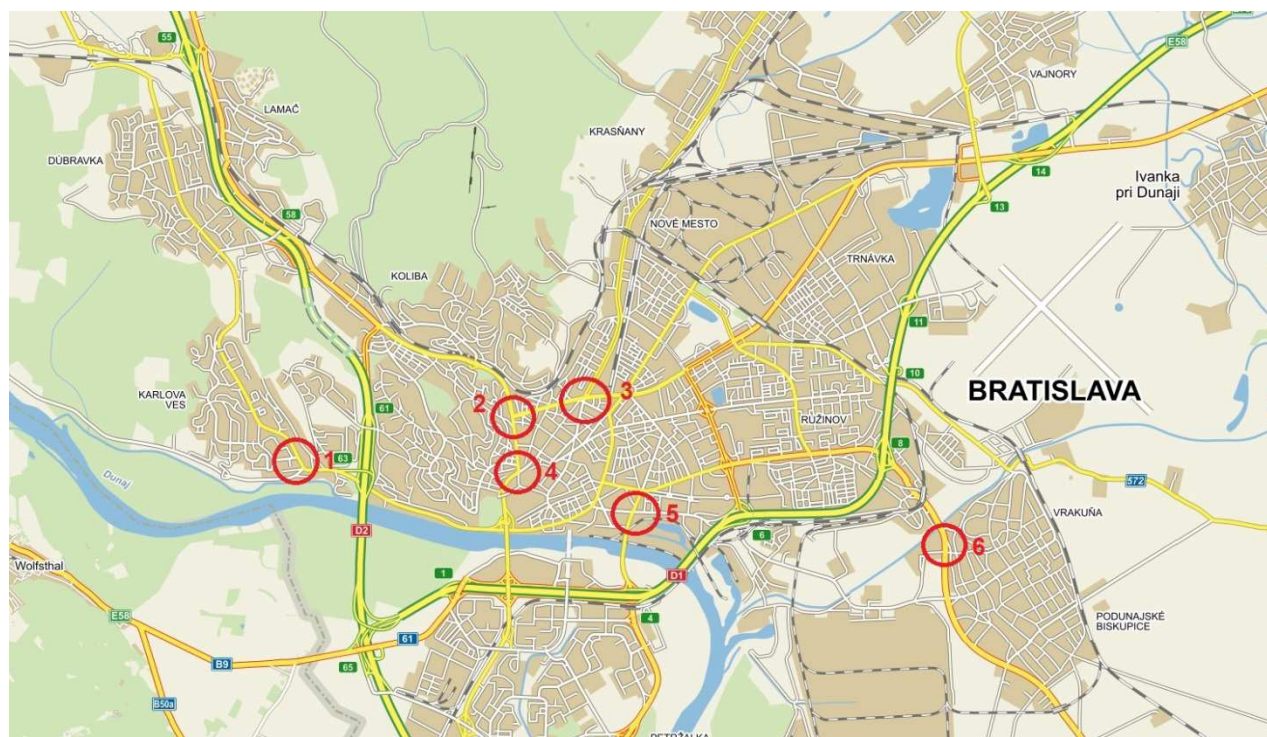 E58
55
LAMAČ
VAJNORY
KRASŇANY
DÚBRAVKA
14
Ivanka
pri Dunaji
13
58
NOVÉ MESTO
KOLIBA
TRNÁVKA
11
10
KARLOVA
VES
61
2
3
BRATISLAVA
RUŽINOV
1
63
4
8
Dunaj
572
VRAKUŇA
5
D2
6
6
Wolfsthal
1
D1
E58
4
PODUNAJSKÉ
BISKUPICE
61
B9
65
B50a